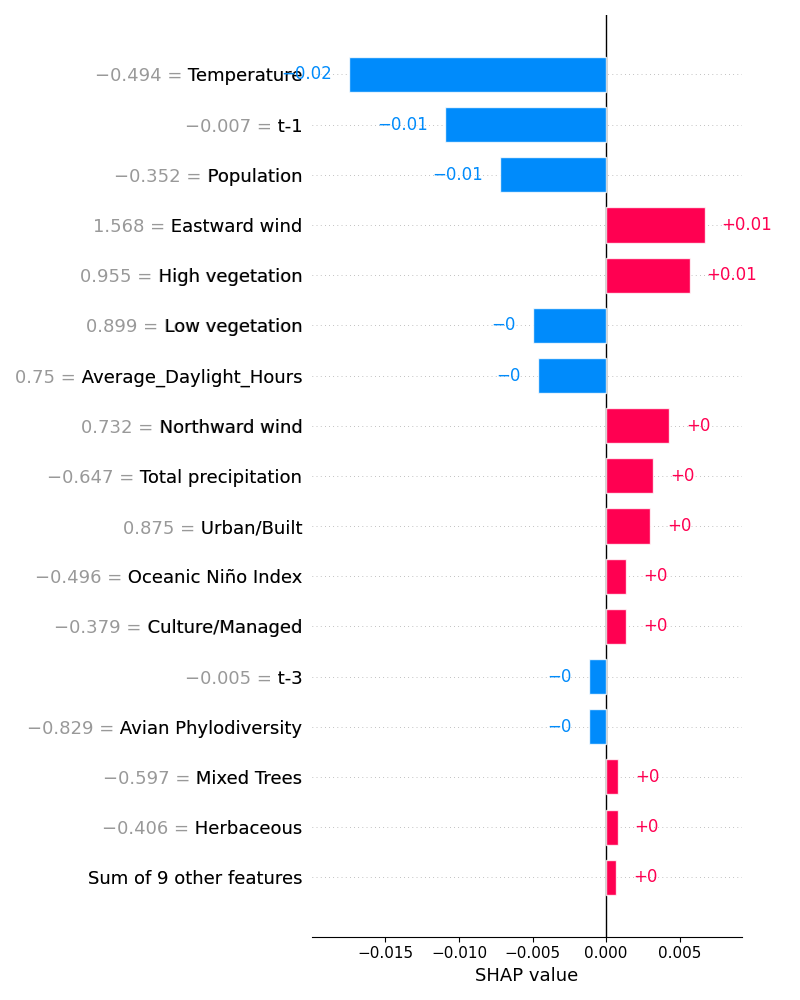 −0.494 = Temperature −0.02
−0.007 = t-1 −0.01
−0.352 = Population −0.01
1.568 = Eastward wind +0.01
0.955 = High vegetation +0.01
0.899 = Low vegetation −0
0.75 = Average_Daylight_Hours −0
0.732 = Northward wind +0
−0.647 = Total precipitation +0
0.875 = Urban/Built +0
−0.496 = Oceanic Niño Index +0
−0.379 = Culture/Managed +0
−0.005 = t-3 −0
−0.829 = Avian Phylodiversity −0
−0.597 = Mixed Trees +0
−0.406 = Herbaceous +0
Sum of 9 other features +0
−0.015 −0.010 −0.005 0.000 0.005
SHAP value